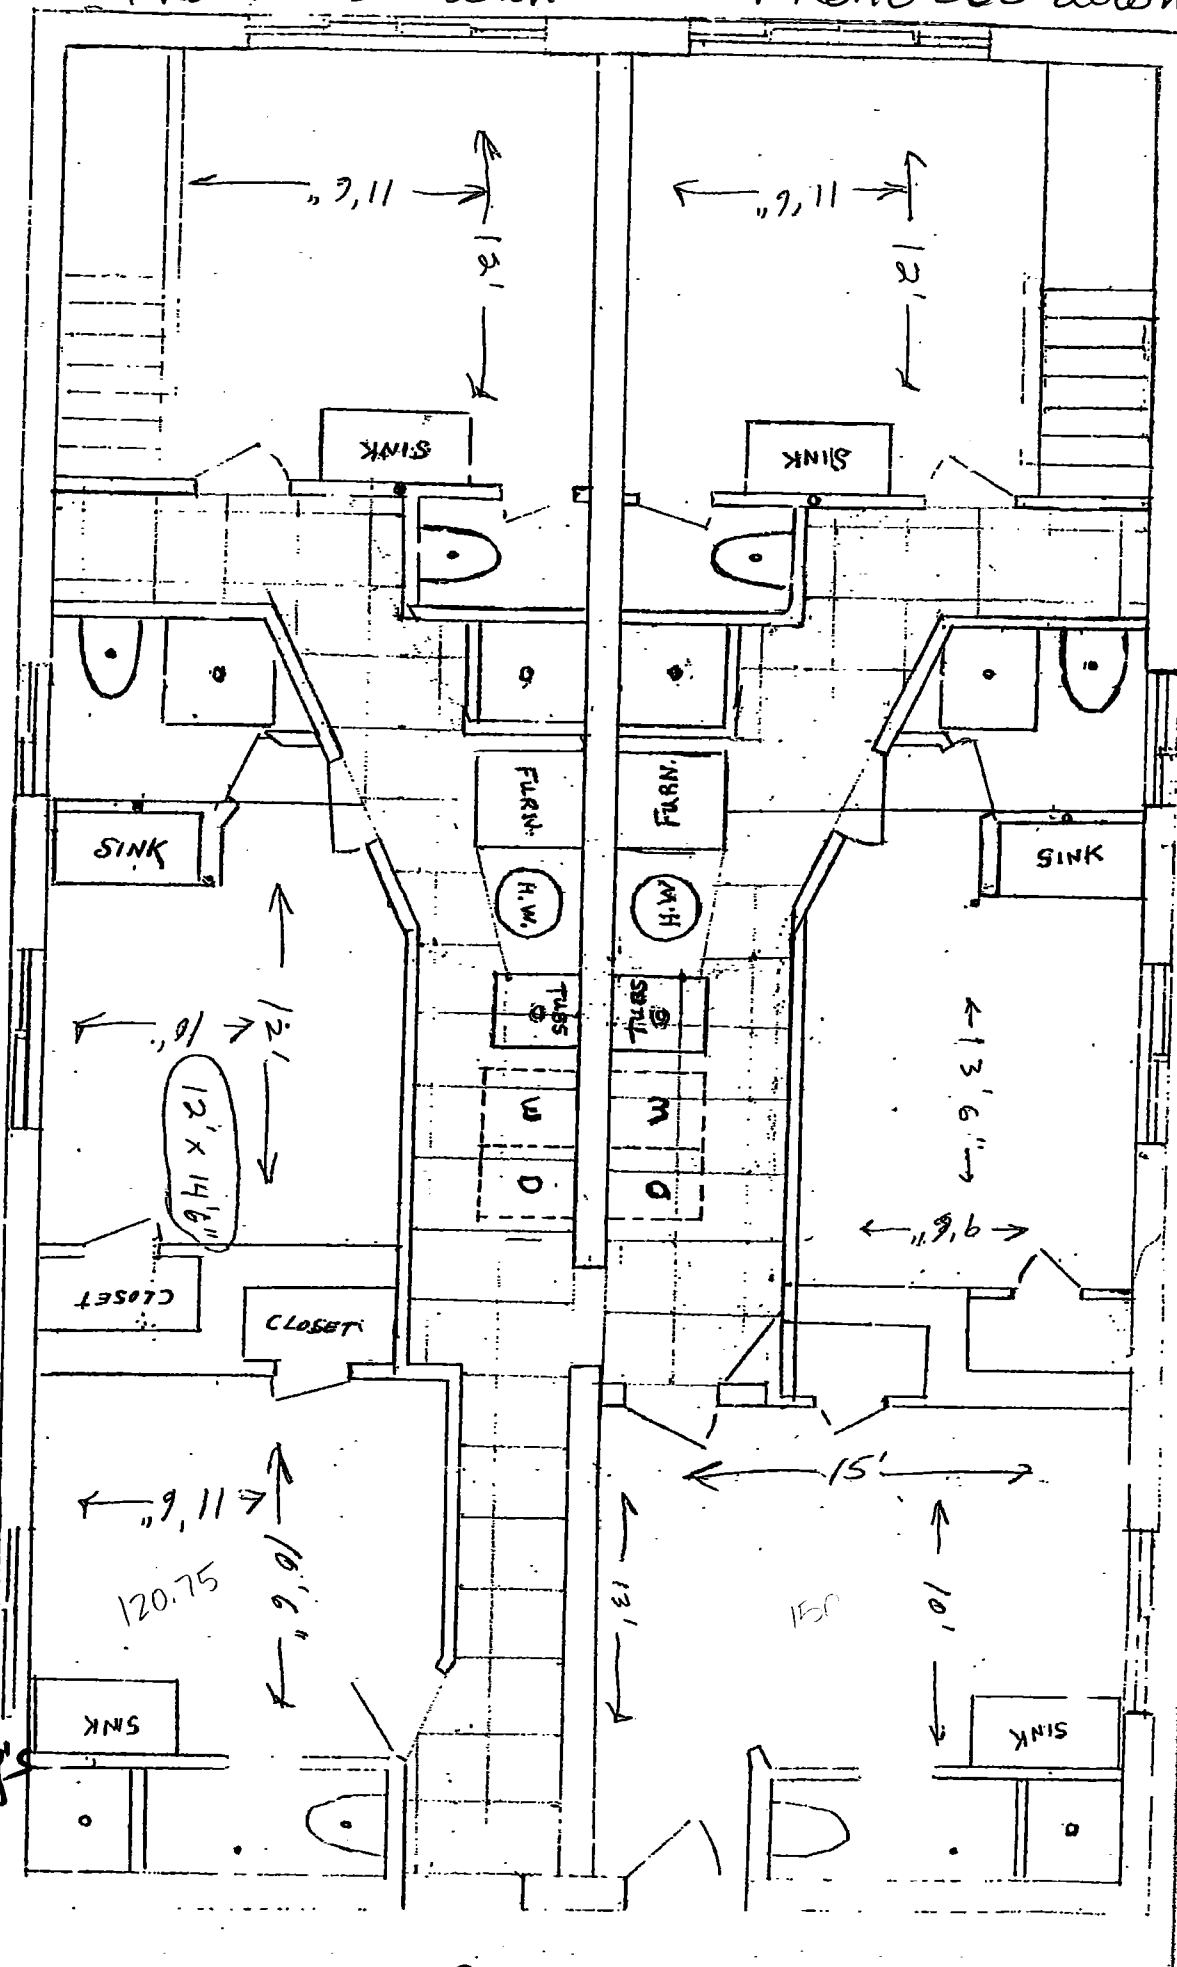 11'6"
12'
11'6"
12'
SINK
SINK
FURN.
FURN.
SINK
SINK
H.W.
H.W.
TUBS
TUBS
10'
12'
12' x 14'6"
13'6"
W
W
D
D
9'6"
CLOSET
CLOSET
15'
11'6"
10'6"
13'
10'
120.75
150
SINK
SINK